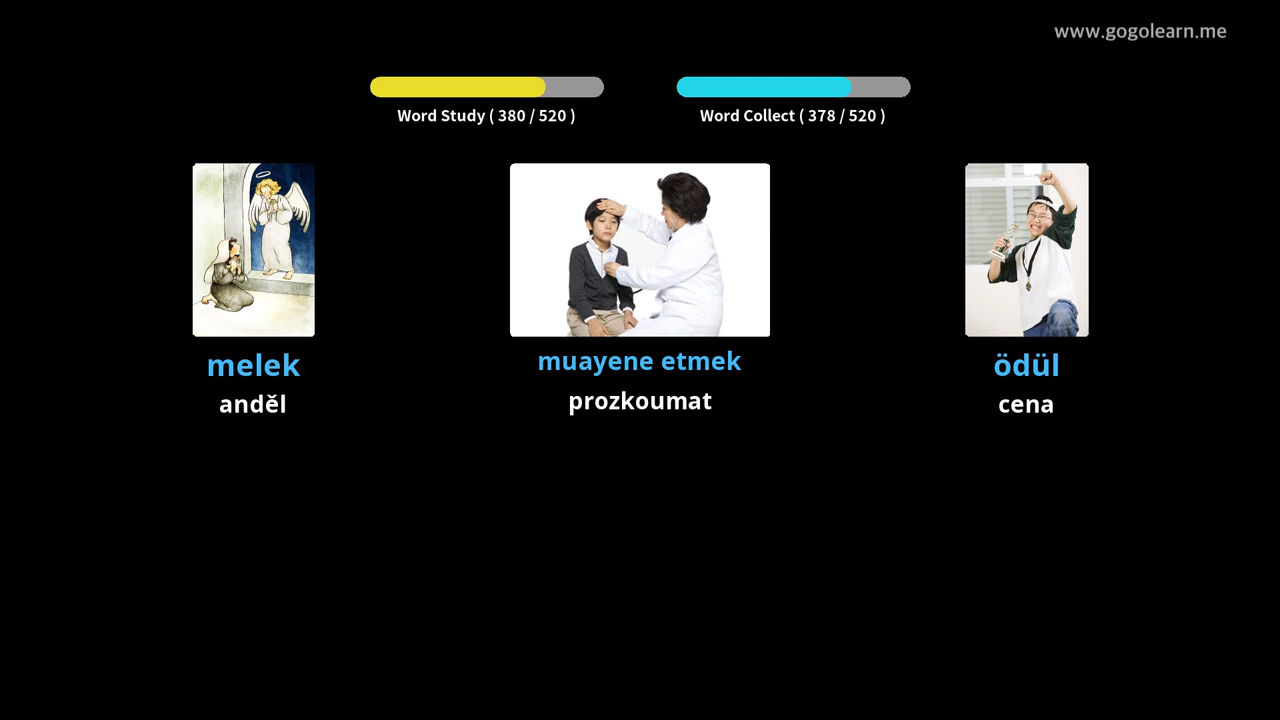 www.gogolearn.me
Word Study ( 380 / 520 )
Word Collect ( 378 / 520 )
melek
anděl
muayene etmek
prozkoumat
ödül
cena